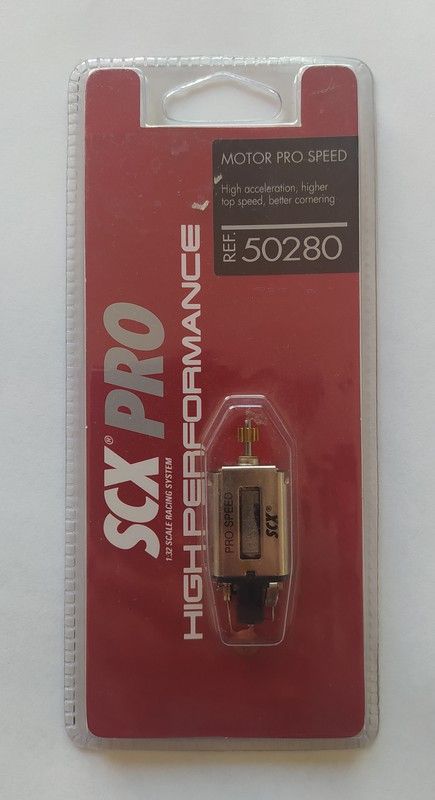 MOTOR PRO SPEED
High acceleration, higher
top speed, better cornering
REF. 50280
SCX® PRO
1:32 SCALE RACING SYSTEM
HIGH PERFORMANCE
PRO SPEED
SCX®